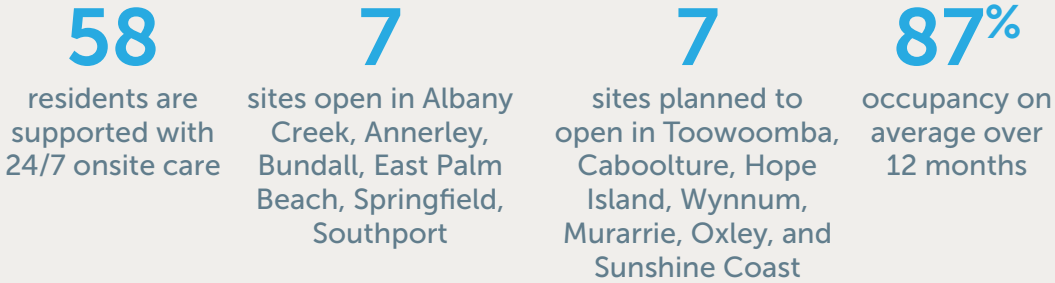 58
residents are
supported with
24/7 onsite care
7
sites open in Albany
Creek, Annerley,
Bundall, East Palm
Beach, Springfield,
Southport
7
sites planned to
open in Toowoomba,
Caboolture, Hope
Island, Wynnum,
Murarrie, Oxley, and
Sunshine Coast
87%
occupancy on
average over
12 months